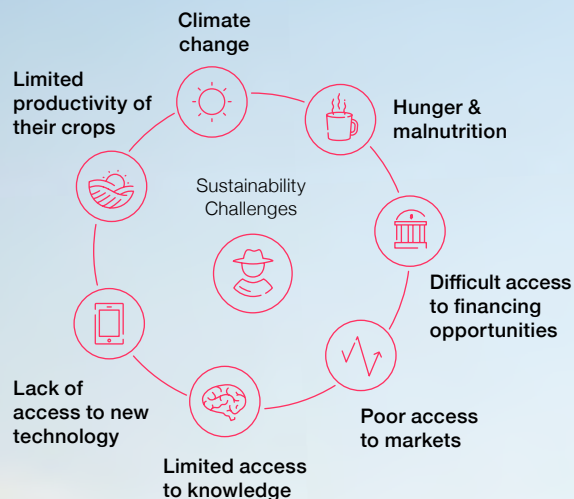 Climate
change
Limited
productivity of
their crops
Hunger &
malnutrition
Sustainability
Challenges
Difficult access
to financing
opportunities
Lack of
access to new
technology
Poor access
to markets
Limited access
to knowledge